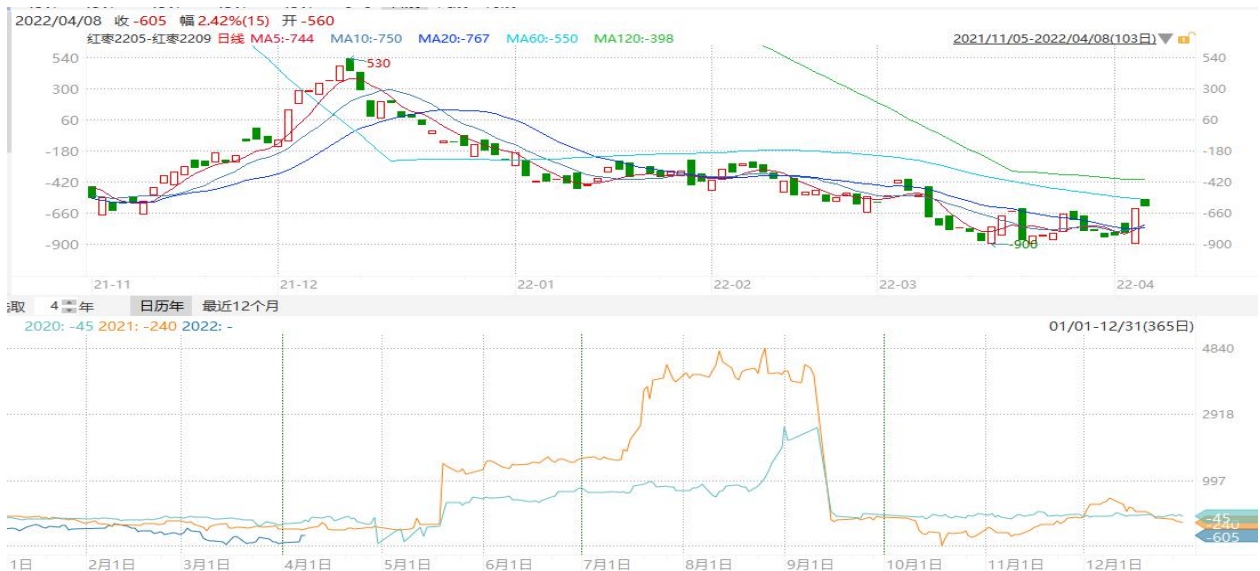 2022/04/08 收 -605 幅 2.42%(15) 开 -560
红枣2205-红枣2209 日线 MA5:-744 MA10:-750 MA20:-767 MA60:-550 MA120:-398 2021/11/05-2022/04/08(103日)
540 530 540
300 300
60 60
-180 -180
-420 -420
-660 -660
-900 -900 -900
21-11 21-12 22-01 22-02 22-03 22-04
取 4 年 日历年 最近12个月
2020: -45 2021: -240 2022: - 01/01-12/31(365日)
4840
2918
997
-45
-240
-605
1日 2月1日 3月1日 4月1日 5月1日 6月1日 7月1日 8月1日 9月1日 10月1日 11月1日 12月1日